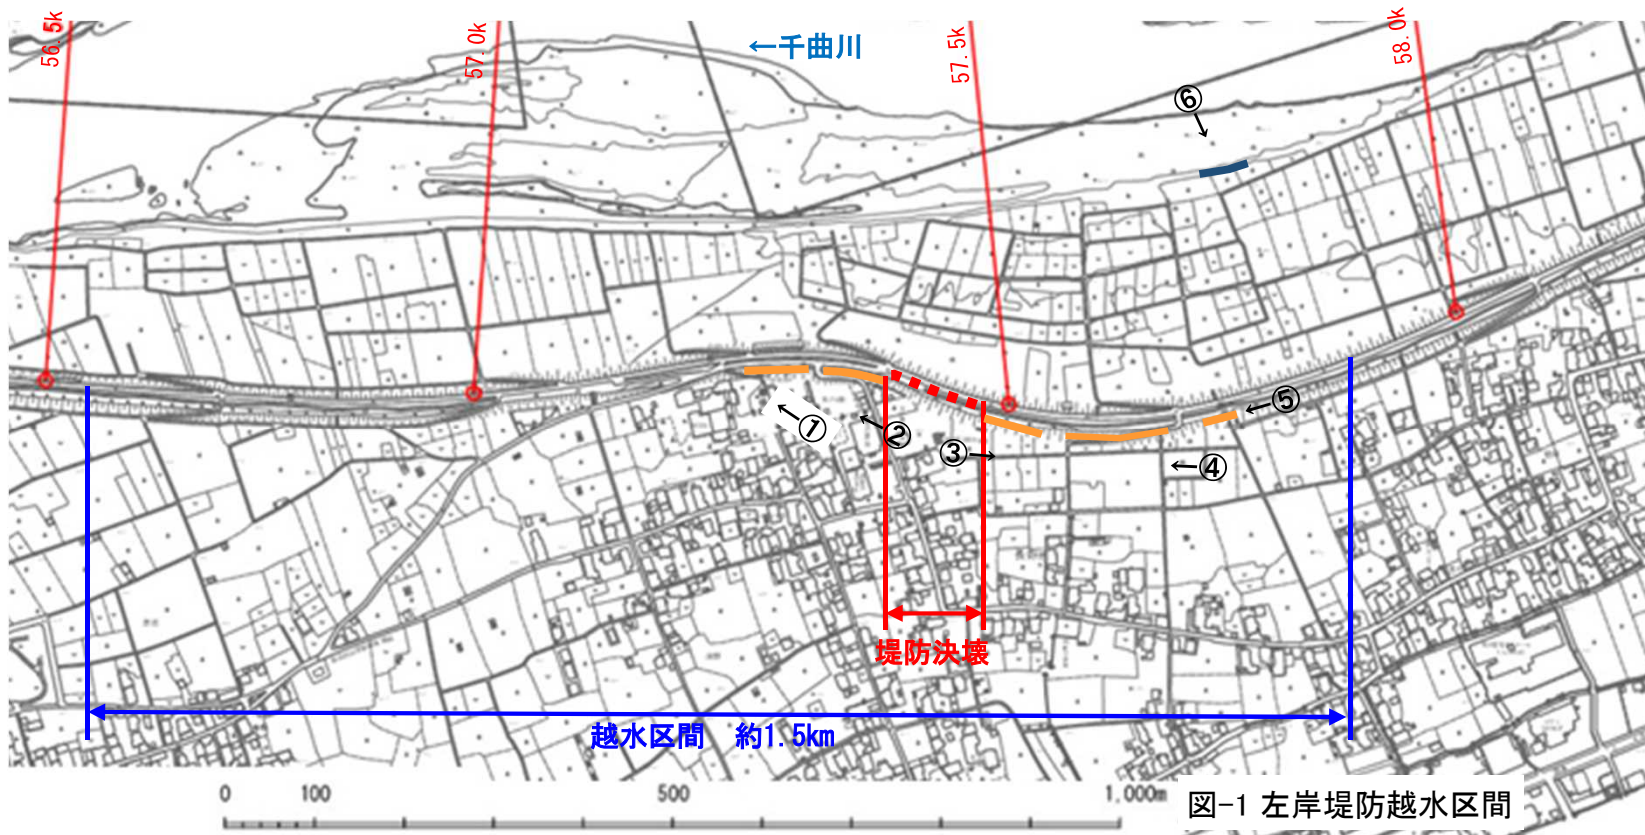 56.5k
57.0k
←千曲川
57.5k
58.0k
⑥
①
②
③
④
⑤
堤防決壊
越水区間 約1.5km
0 100 500 1,000m
図-1 左岸堤防越水区間